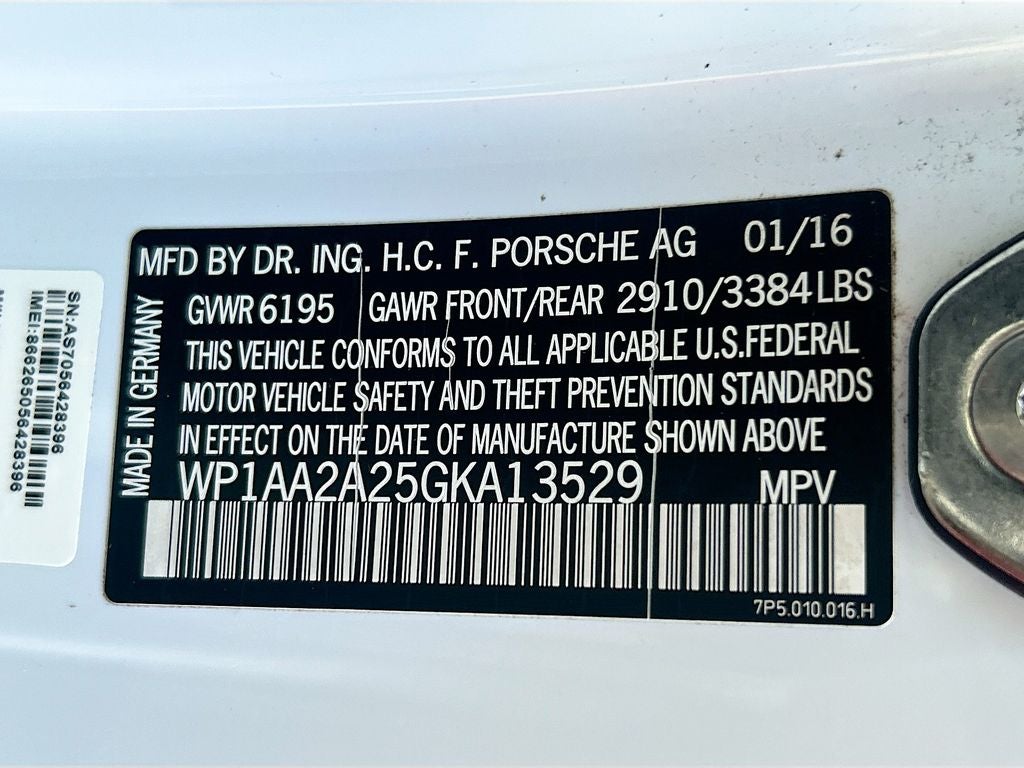 MFD BY DR. ING. H.C. F. PORSCHE AG 01/16
GVWR 6195 GAWR FRONT/REAR 2910/3384LBS
THIS VEHICLE CONFORMS TO ALL APPLICABLE U.S.FEDERAL
MOTOR VEHICLE SAFETY AND THEFT PREVENTION STANDARDS
IN EFFECT ON THE DATE OF MANUFACTURE SHOWN ABOVE
WP1AA2A25GKA13529 MPV
7P5.010.016.H
MADE IN GERMANY
SN:AS7056428396
IMEI:866265056428396